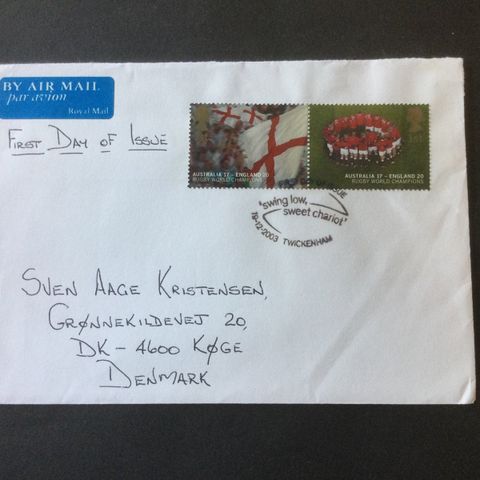 BY AIR MAIL
par avion
Royal Mail
FIRST DAY OF ISSUE
AUSTRALIA 17 - ENGLAND 20
RUGBY WORLD CHAMPIONS
AUSTRALIA 17 - ENGLAND 20
RUGBY WORLD CHAMPIONS
OF ISSUE
'swing low,
sweet chariot'
19-12-2003 TWICKENHAM
SVEN AAGE KRISTENSEN,
GRØNNEKILDEVEJ 20,
DK - 4600 KØGE
DENMARK